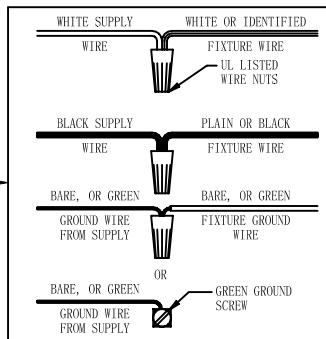 WHITE SUPPLY WHITE OR IDENTIFIED
WIRE FIXTURE WIRE
UL LISTED
WIRE NUTS
BLACK SUPPLY PLAIN OR BLACK
WIRE FIXTURE WIRE
BARE, OR GREEN BARE, OR GREEN
GROUND WIRE FIXTURE GROUND
FROM SUPPLY WIRE
OR
BARE, OR GREEN GREEN GROUND
SCREW
GROUND WIRE
FROM SUPPLY